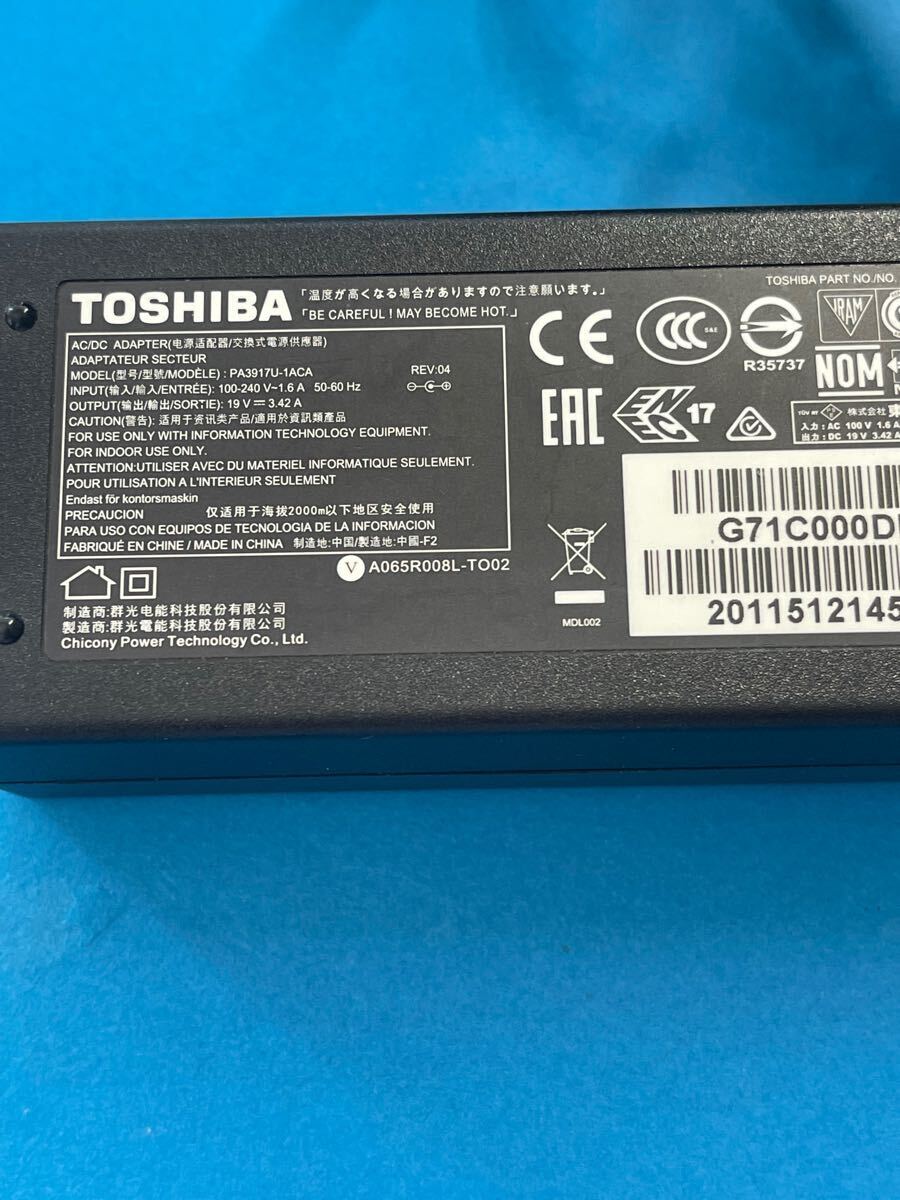 TOSHIBA PART NO./NO.
TOSHIBA
「温度が高くなる場合がありますので注意願います。」
「BE CAREFUL ! MAY BECOME HOT.」
AC/DC ADAPTER(电源适配器/交換式電源供應器)
ADAPTATEUR SECTEUR
MODEL(型号/型號/MODÈLE) : PA3917U-1ACA REV:04
INPUT(输入/輸入/ENTRÉE): 100-240 V~1.6 A 50-60 Hz
OUTPUT(输出/輸出/SORTIE): 19 V⎓ 3.42 A
CAUTION(警告): 适用于资讯类产品/適用於資訊類產品
FOR USE ONLY WITH INFORMATION TECHNOLOGY EQUIPMENT.
FOR INDOOR USE ONLY.
ATTENTION:UTILISER AVEC DU MATERIEL INFORMATIQUE SEULEMENT.
POUR UTILISATION A L'INTERIEUR SEULEMENT
Endast för kontorsmaskin
PRECAUCION 仅适用于海拔2000m以下地区安全使用
PARA USO CON EQUIPOS DE TECNOLOGIA DE LA INFORMACION
FABRIQUÉ EN CHINE / MADE IN CHINA 制造地:中国/製造地:中國-F2
V A065R008L-TO02
制造商:群光电能科技股份有限公司
製造商:群光電能科技股份有限公司
Chicony Power Technology Co., Ltd.
CE
CCC S&E
R35737
VRAM
NOM
EAC
17
TÜV RT
株式会社 東
入力 : AC 100 V 1.6 A
出力 : DC 19 V 3.42 A
MDL002
G71C000D
2011512145